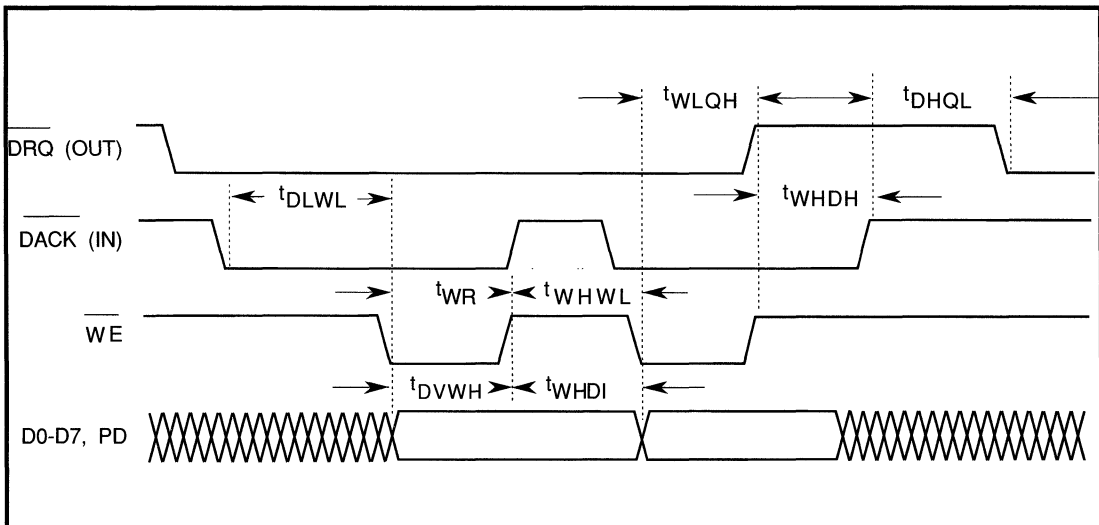 tWLQH tDHQL
DRQ (OUT)
tDLWL tWHDH
DACK (IN)
tWR tWHWL
WE
tDVWH tWHDI
D0-D7, PD